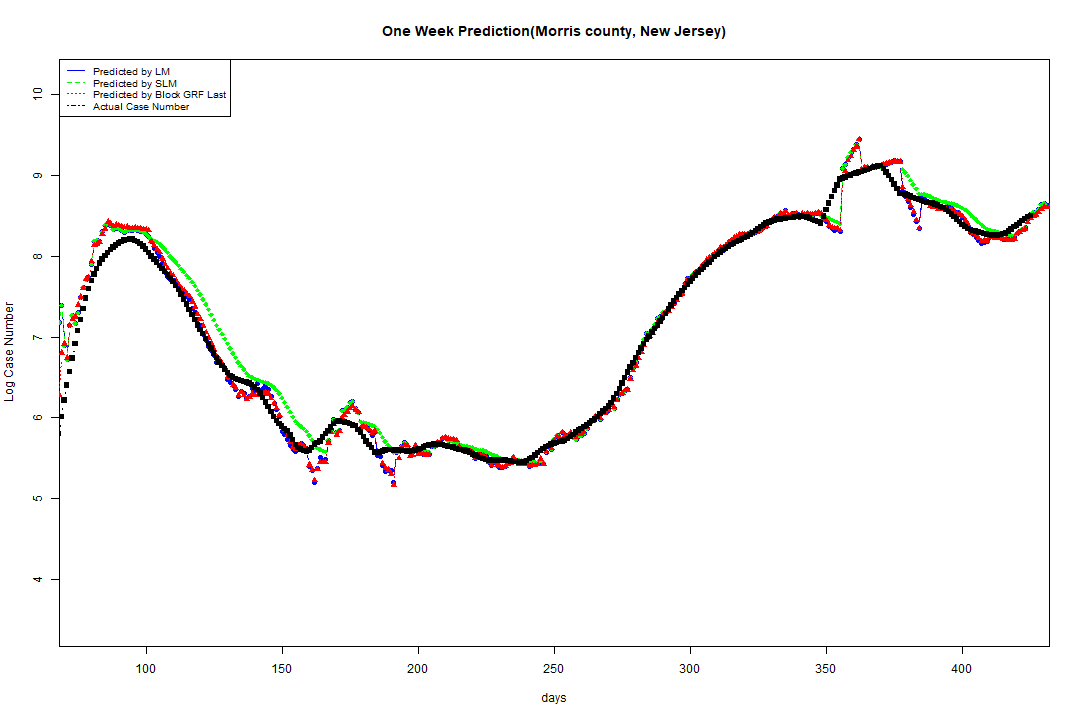 One Week Prediction(Morris county, New Jersey)
Predicted by LM
Predicted by SLM
Predicted by Block GRF Last
Actual Case Number
10
9
8
7
6
5
4
Log Case Number
100 150 200 250 300 350 400
days